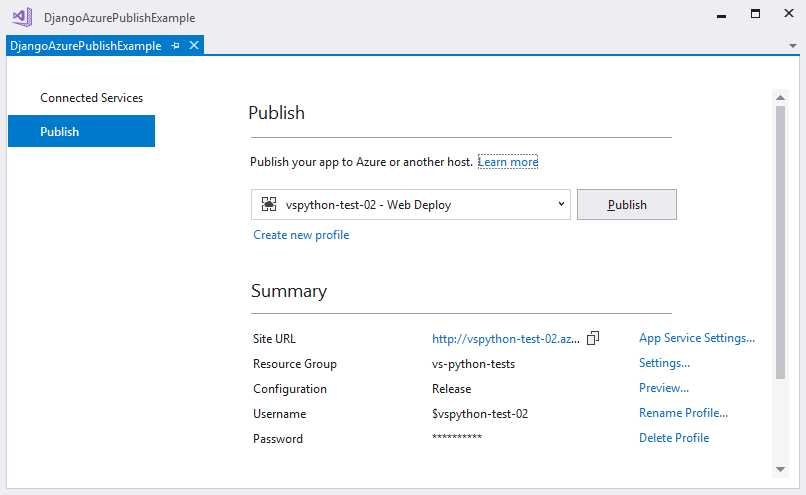 DjangoAzurePublishExample
DjangoAzurePublishExample
Connected Services
Publish
Publish
Publish your app to Azure or another host. Learn more
vspython-test-02 - Web Deploy
Publish
Create new profile
Summary
Site URL http://vspython-test-02.az... App Service Settings...
Resource Group vs-python-tests Settings...
Configuration Release Preview...
Username $vspython-test-02 Rename Profile...
Password ********** Delete Profile